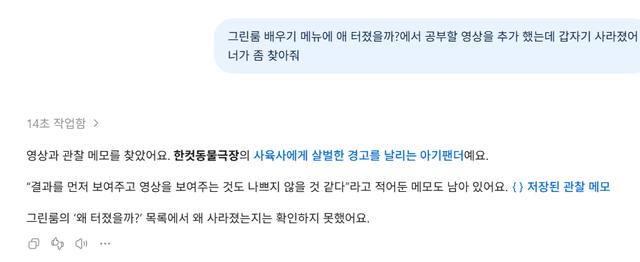 그린룸 배우기 메뉴에 애 터졌을까?에서 공부할 영상을 추가 했는데 갑자기 사라졌어
너가 좀 찾아줘
14초 작업함 >
영상과 관찰 메모를 찾았어요. 한컷동물극장의 사육사에게 살벌한 경고를 날리는 아기팬더예요.
“결과를 먼저 보여주고 영상을 보여주는 것도 나쁘지 않을 것 같다”라고 적어둔 메모도 남아 있어요. {} 저장된 관찰 메모
그린룸의 ‘왜 터졌을까?’ 목록에서 왜 사라졌는지는 확인하지 못했어요.